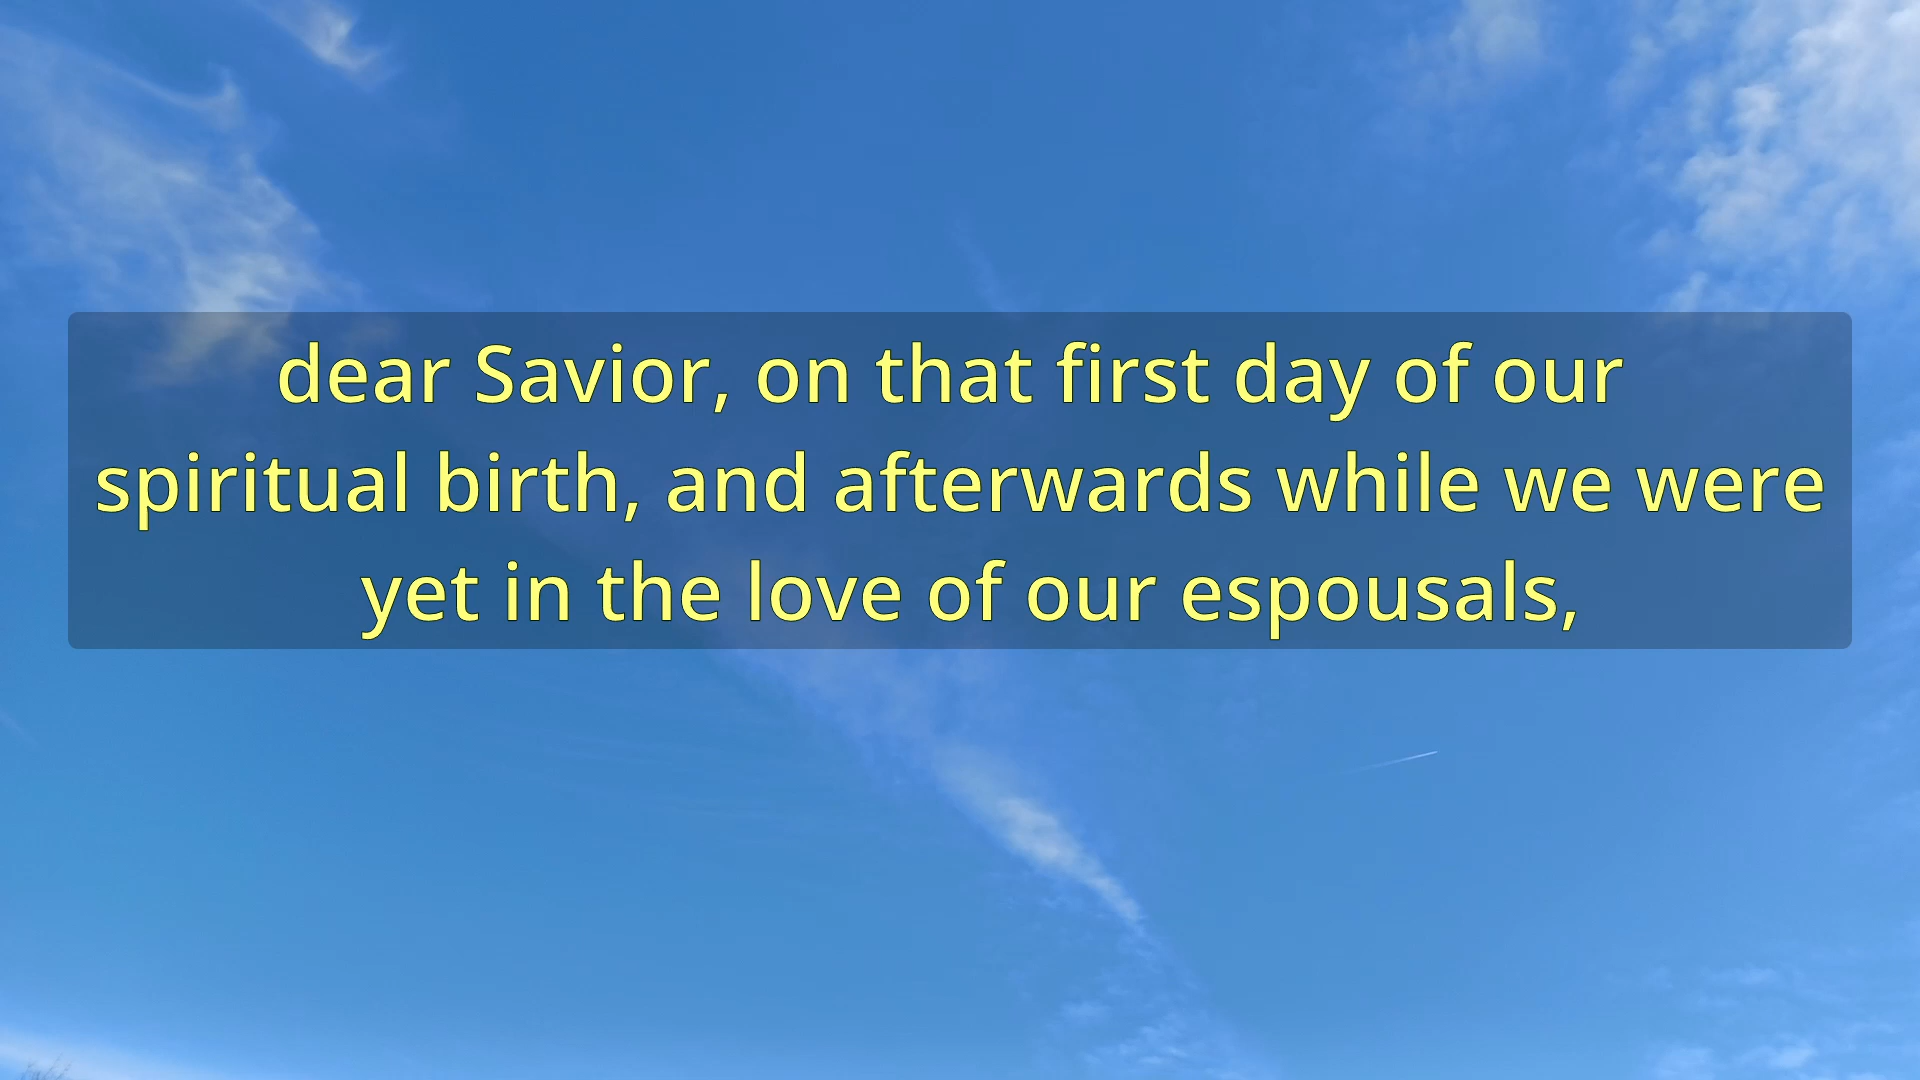 dear Savior, on that first day of our
spiritual birth, and afterwards while we were
yet in the love of our espousals,